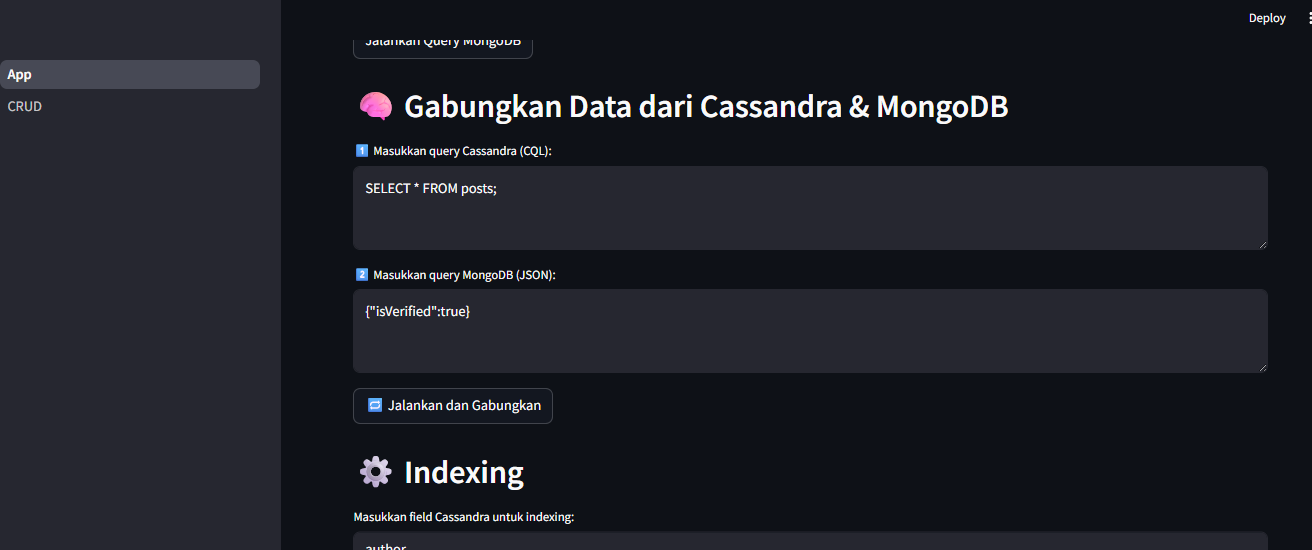 Deploy
Jalankan Query MongoDB
App
CRUD
Gabungkan Data dari Cassandra & MongoDB
1 Masukkan query Cassandra (CQL):
SELECT * FROM posts;
2 Masukkan query MongoDB (JSON):
{"isVerified":true}
Jalankan dan Gabungkan
Indexing
Masukkan field Cassandra untuk indexing:
author